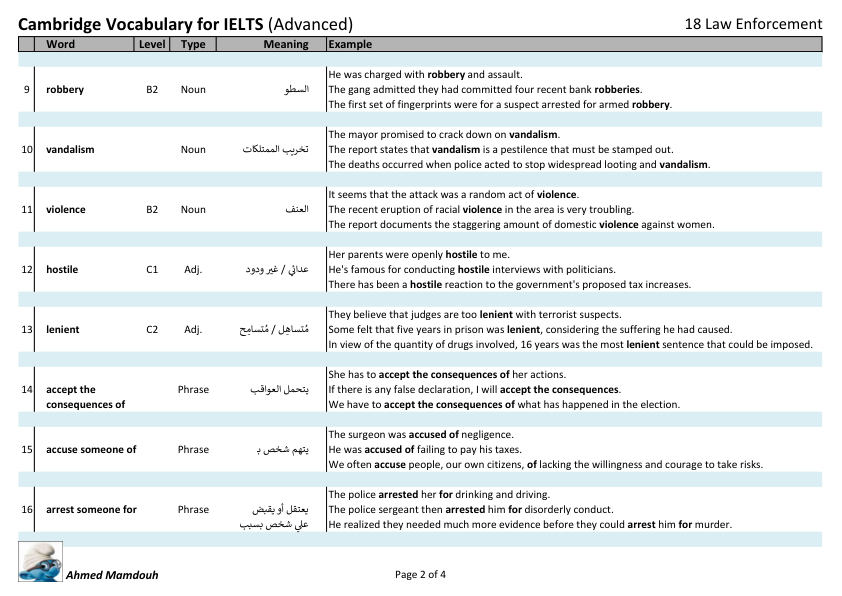 Cambridge Vocabulary for IELTS (Advanced) 18 Law Enforcement
Word Level Type Meaning Example
He was charged with robbery and assault.
9 robbery B2 Noun السطو The gang admitted they had committed four recent bank robberies.
The first set of fingerprints were for a suspect arrested for armed robbery.
The mayor promised to crack down on vandalism.
10 vandalism Noun تخريب الممتلكات The report states that vandalism is a pestilence that must be stamped out.
The deaths occurred when police acted to stop widespread looting and vandalism.
It seems that the attack was a random act of violence.
11 violence B2 Noun العنف The recent eruption of racial violence in the area is very troubling.
The report documents the staggering amount of domestic violence against women.
Her parents were openly hostile to me.
12 hostile C1 Adj. عدائي / غير ودود He's famous for conducting hostile interviews with politicians.
There has been a hostile reaction to the government's proposed tax increases.
They believe that judges are too lenient with terrorist suspects.
13 lenient C2 Adj. مُتساهِل / مُتسامِح Some felt that five years in prison was lenient, considering the suffering he had caused.
In view of the quantity of drugs involved, 16 years was the most lenient sentence that could be imposed.
She has to accept the consequences of her actions.
14 accept the Phrase يتحمل العواقب If there is any false declaration, I will accept the consequences.
consequences of We have to accept the consequences of what has happened in the election.
The surgeon was accused of negligence.
15 accuse someone of Phrase يتهم شخص بـ He was accused of failing to pay his taxes.
We often accuse people, our own citizens, of lacking the willingness and courage to take risks.
The police arrested her for drinking and driving.
16 arrest someone for Phrase يعتقل أو يقبض The police sergeant then arrested him for disorderly conduct.
علي شخص بسبب He realized they needed much more evidence before they could arrest him for murder.
Ahmed Mamdouh Page 2 of 4